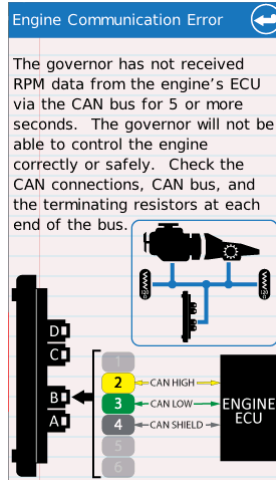 Engine Communication Error
The governor has not received
RPM data from the engine's ECU
via the CAN bus for 5 or more
seconds.  The governor will not be
able to control the engine
correctly or safely.  Check the
CAN connections, CAN bus, and
the terminating resistors at each
end of the bus.
D
C
B
A
1
2
3
4
5
6
CAN HIGH
CAN LOW
CAN SHIELD
ENGINE
ECU